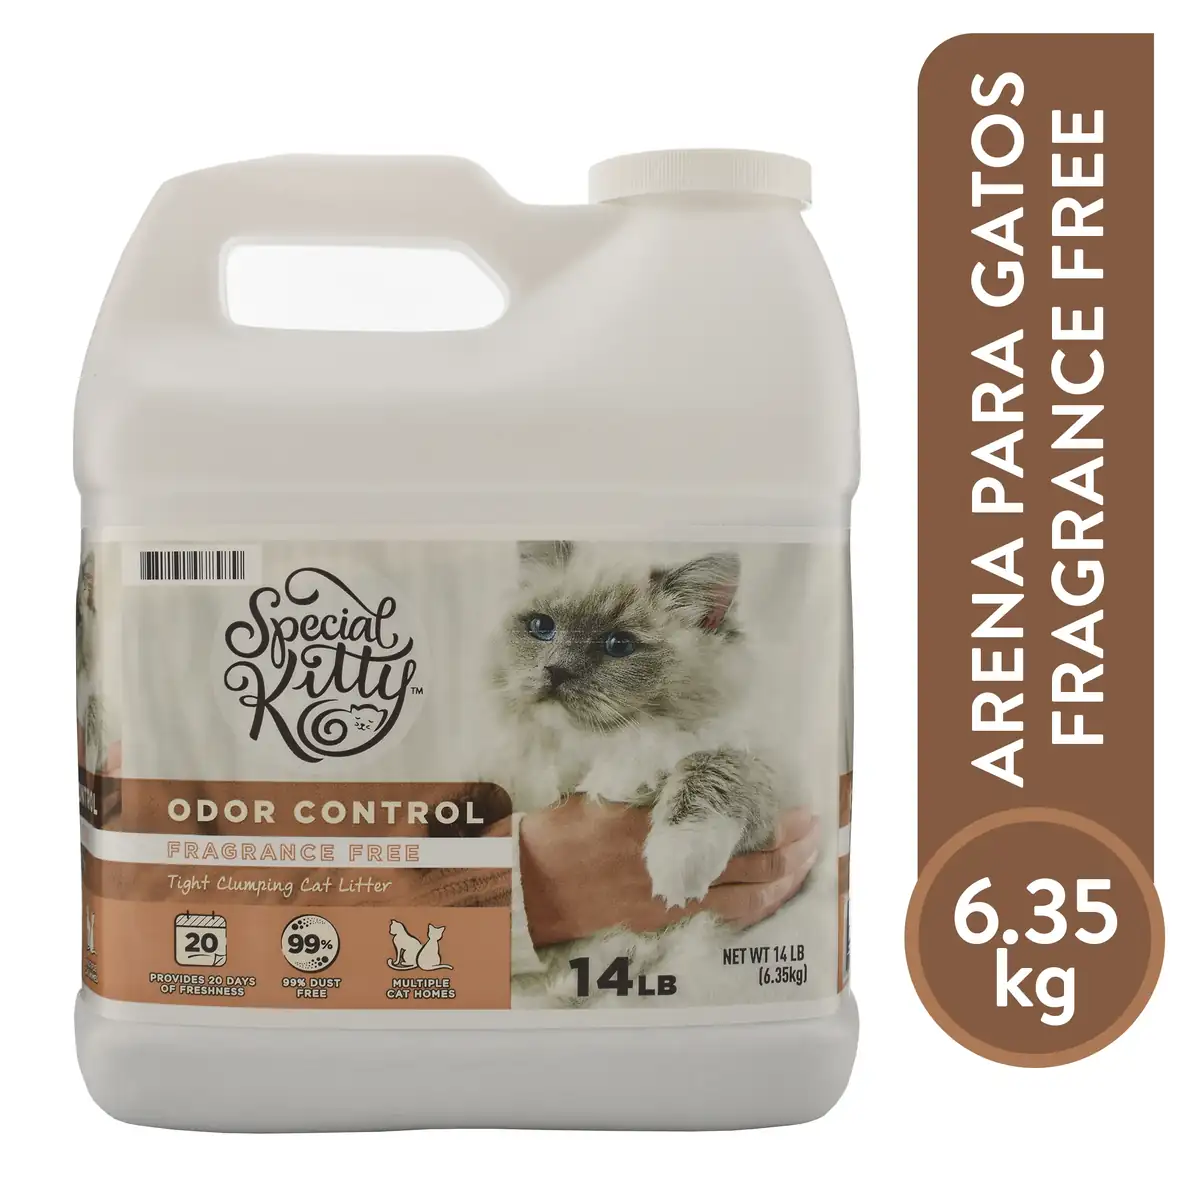 Special
Kitty™
ODOR CONTROL
FRAGRANCE FREE
Tight Clumping Cat Litter
20
PROVIDES 20 DAYS
OF FRESHNESS
99%
99% DUST
FREE
MULTIPLE
CAT HOMES
14LB
NET WT 14 LB
(6.35kg)
ARENA PARA GATOS
FRAGRANCE FREE
6.35
kg